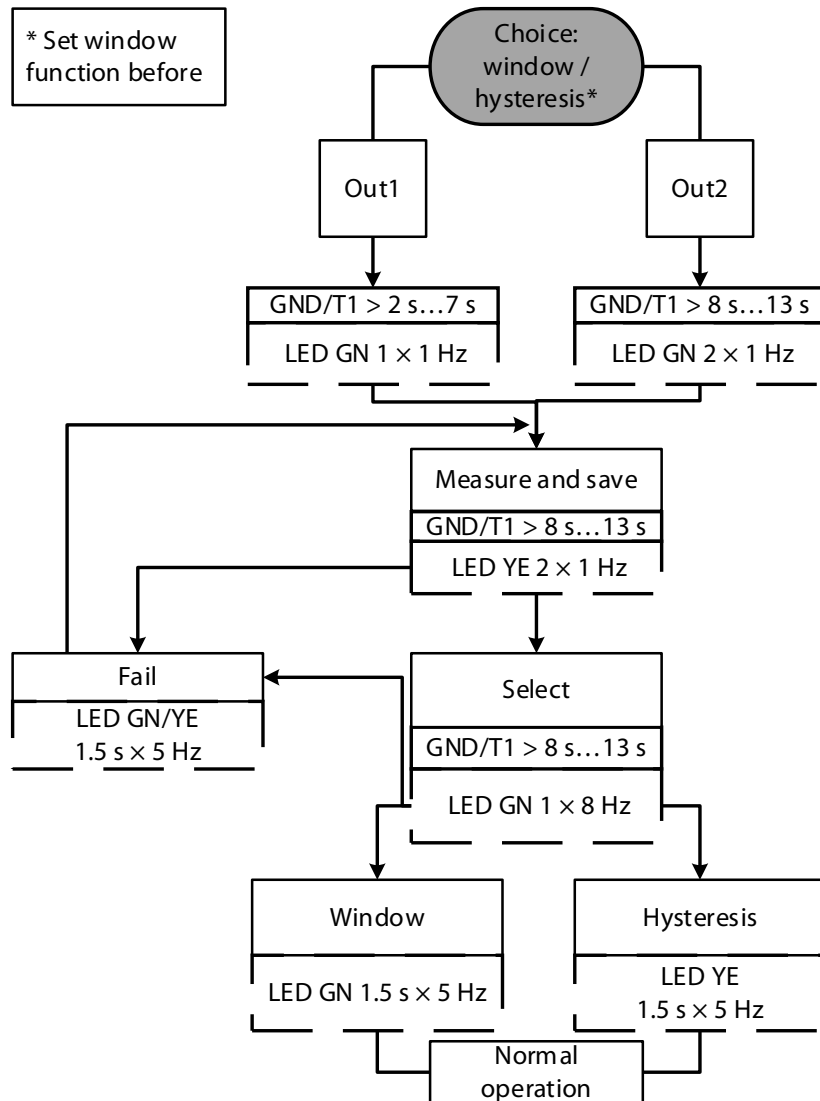 * Set window
function before
Choice:
window /
hysteresis*
Out1
Out2
GND/T1 > 2 s…7 s
LED GN 1 × 1 Hz
GND/T1 > 8 s…13 s
LED GN 2 × 1 Hz
Measure and save
GND/T1 > 8 s…13 s
LED YE 2 × 1 Hz
Fail
LED GN/YE
1.5 s × 5 Hz
Select
GND/T1 > 8 s…13 s
LED GN 1 × 8 Hz
Window
LED GN 1.5 s × 5 Hz
Hysteresis
LED YE
1.5 s × 5 Hz
Normal
operation